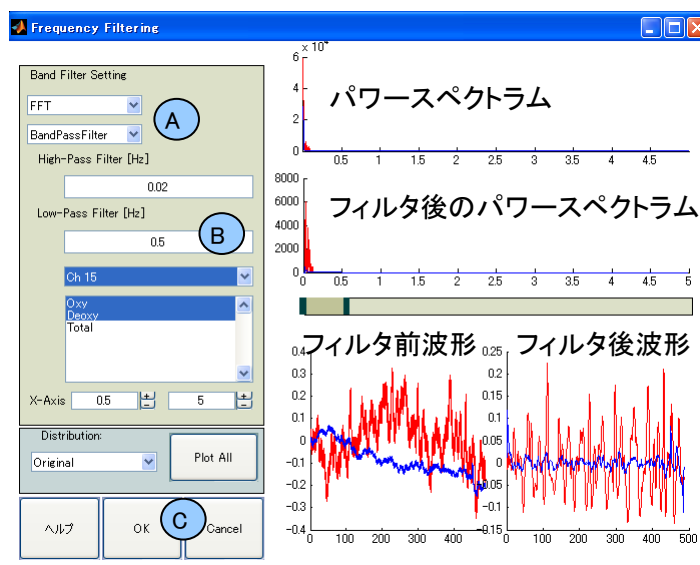 Frequency Filtering
Band Filter Setting
FFT
A
BandPassFilter
High-Pass Filter [Hz]
0.02
Low-Pass Filter [Hz]
0.5
B
Ch 15
Oxy
Deoxy
Total
X-Axis 0.5 + - 5 + -
Distribution:
Original
Plot All
ヘルプ
OK
C
Cancel
x 10^4
パワースペクトラム
6
4
2
0
0.5 1 1.5 2 2.5 3 3.5 4 4.5
フィルタ後のパワースペクトラム
8000
6000
4000
2000
0
0 0.5 1 1.5 2 2.5 3 3.5 4 4.5 5
フィルタ前波形
0.4
0.3
0.2
0.1
0
-0.1
-0.2
-0.3
-0.4
0 100 200 300 400
フィルタ後波形
0.25
0.2
0.15
0.1
0.05
0
-0.05
-0.1
-0.15
0 100 200 300 400 500